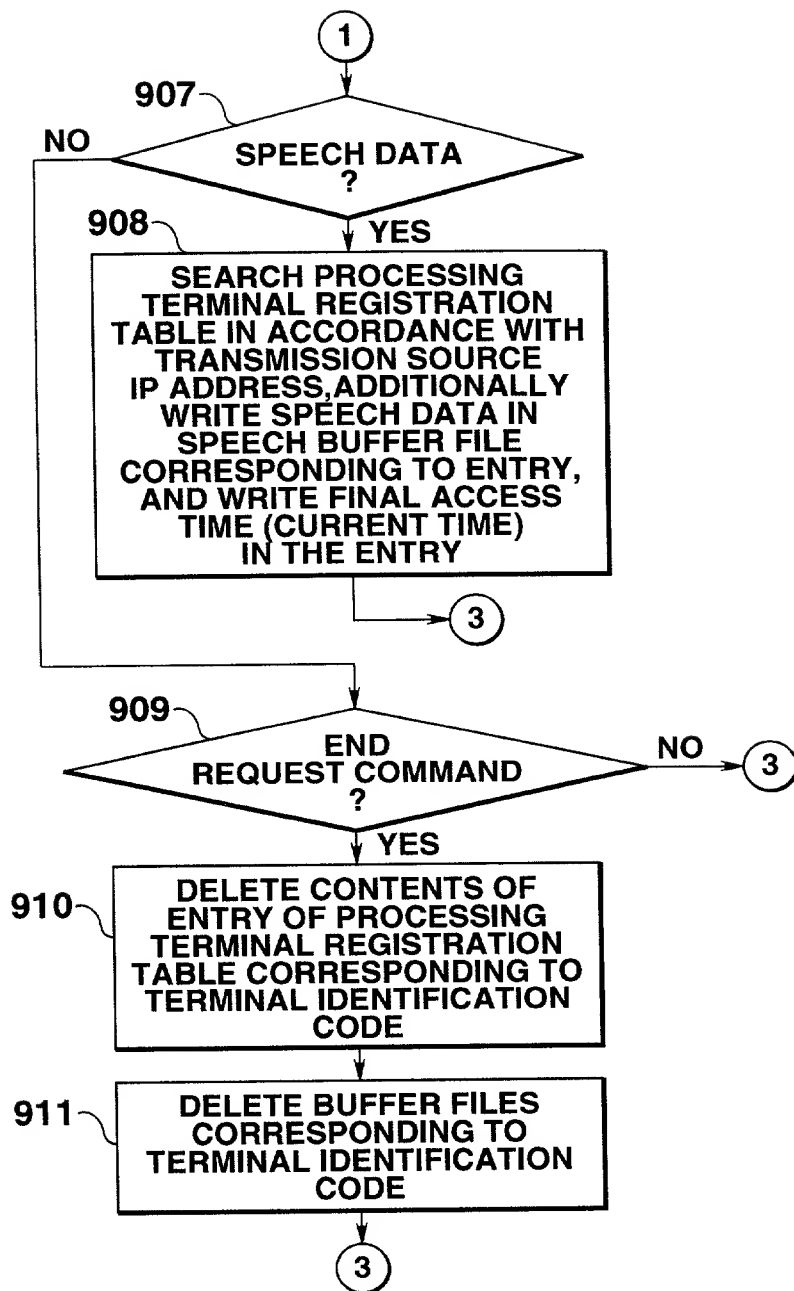 1
907
NO
SPEECH DATA
?
908
YES
SEARCH PROCESSING
TERMINAL REGISTRATION
TABLE IN ACCORDANCE WITH
TRANSMISSION SOURCE
IP ADDRESS,ADDITIONALLY
WRITE SPEECH DATA IN
SPEECH BUFFER FILE
CORRESPONDING TO ENTRY,
AND WRITE FINAL ACCESS
TIME (CURRENT TIME)
IN THE ENTRY
3
909
END
REQUEST COMMAND
?
NO
3
YES
910
DELETE CONTENTS OF
ENTRY OF PROCESSING
TERMINAL REGISTRATION
TABLE CORRESPONDING TO
TERMINAL IDENTIFICATION
CODE
911
DELETE BUFFER FILES
CORRESPONDING TO
TERMINAL IDENTIFICATION
CODE
3